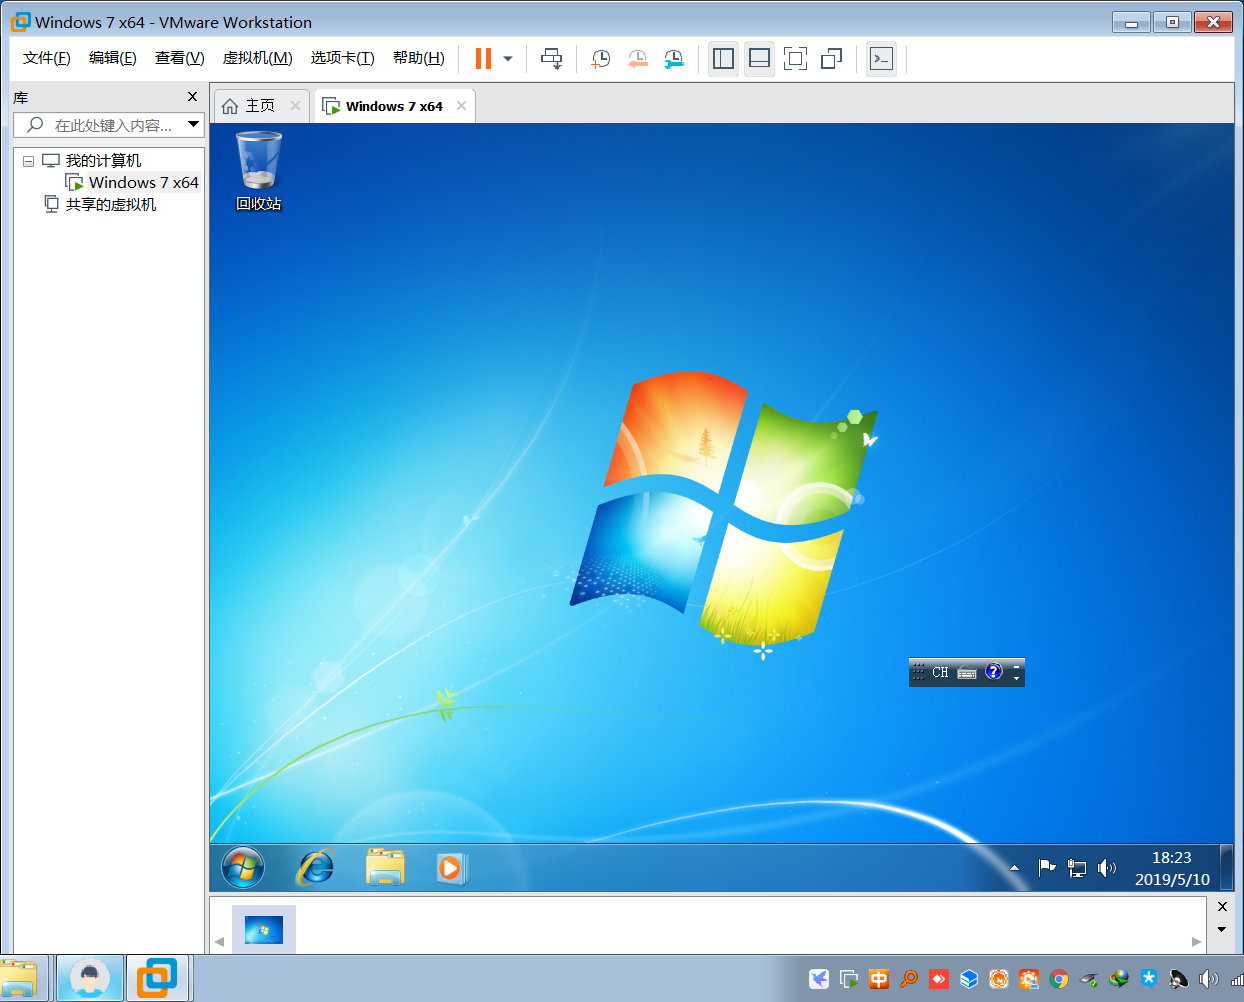 Windows 7 x64 - VMware Workstation
文件(F) 编辑(E) 查看(V) 虚拟机(M) 选项卡(T) 帮助(H)
库
主页
Windows 7 x64
在此处键入内容...
我的计算机
Windows 7 x64
共享的虚拟机
回收站
CH
18:23
2019/5/10
中